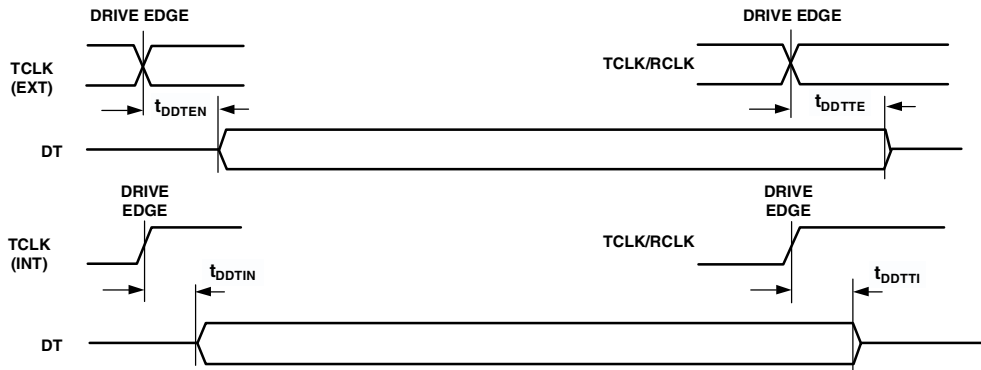 DRIVE EDGE
DRIVE EDGE
TCLK
(EXT)
TCLK/RCLK
tDDTEN
tDDTTE
DT
DRIVE
EDGE
DRIVE
EDGE
TCLK
(INT)
TCLK/RCLK
tDDTIN
tDDTTI
DT